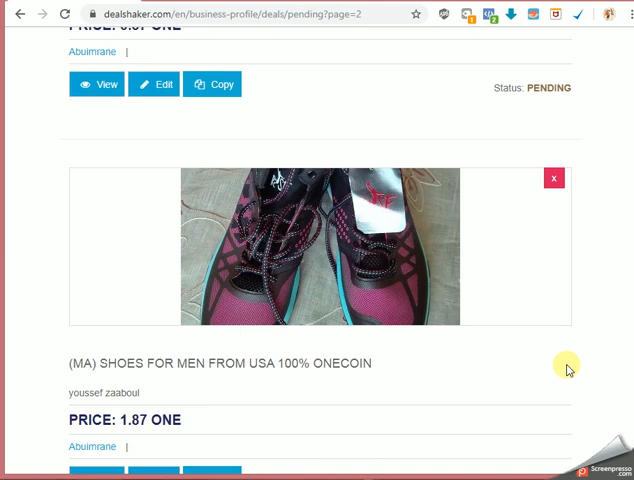 dealshaker.com/en/business-profile/deals/pending?page=2
Abuimrane |
View Edit Copy
Status: PENDING
x
(MA) SHOES FOR MEN FROM USA 100% ONECOIN
youssef zaaboul
PRICE: 1.87 ONE
Abuimrane |
Screenpresso
.com